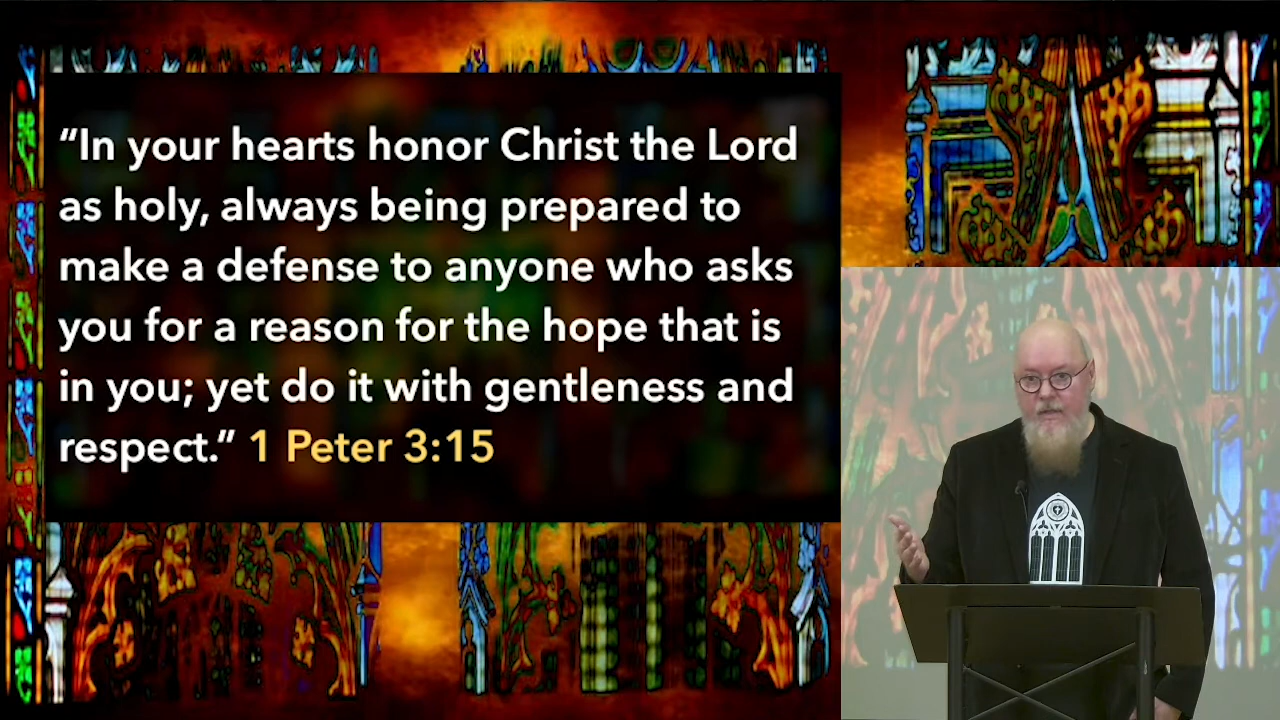 “In your hearts honor Christ the Lord
as holy, always being prepared to
make a defense to anyone who asks
you for a reason for the hope that is
in you; yet do it with gentleness and
respect.” 1 Peter 3:15